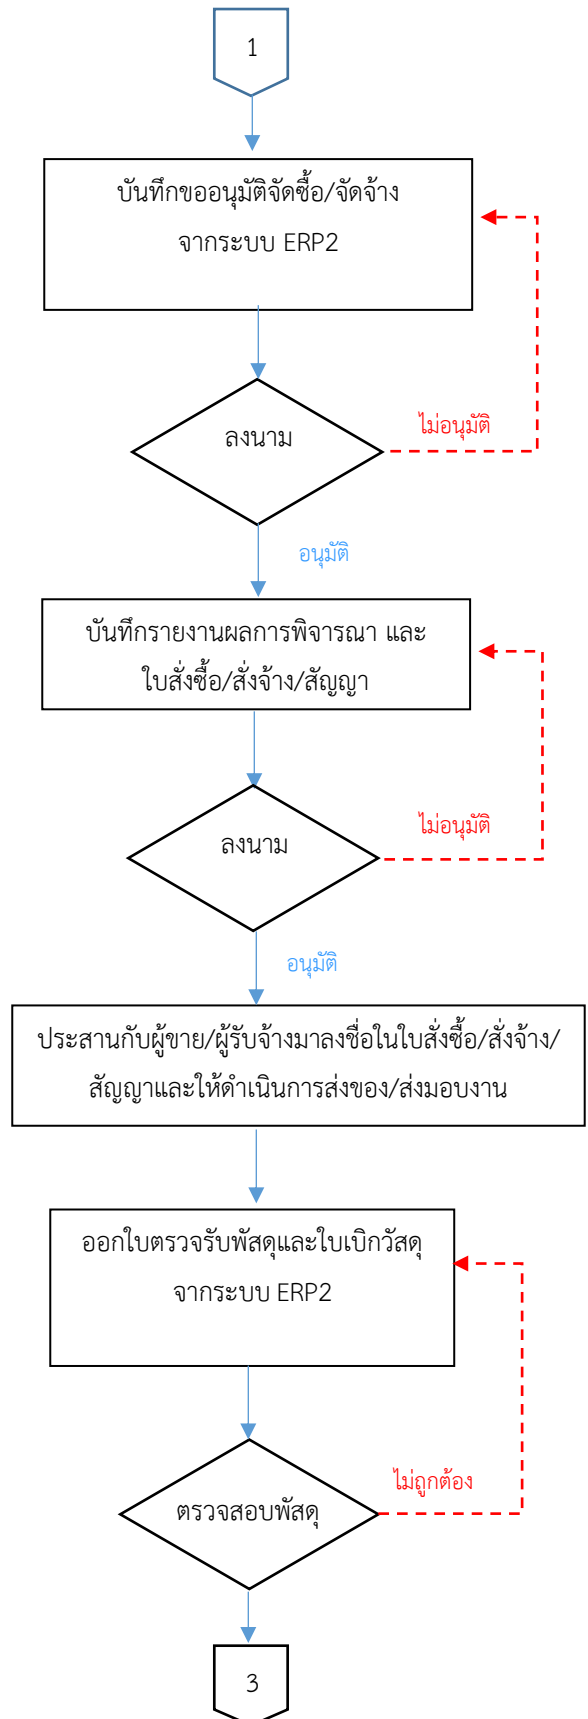 1
บันทึกขออนุมัติจัดซื้อ/จัดจ้าง
จากระบบ ERP2
ลงนาม
ไม่อนุมัติ
อนุมัติ
บันทึกรายงานผลการพิจารณา และ
ใบสั่งซื้อ/สั่งจ้าง/สัญญา
ลงนาม
ไม่อนุมัติ
อนุมัติ
ประสานกับผู้ขาย/ผู้รับจ้างมาลงชื่อในใบสั่งซื้อ/สั่งจ้าง/
สัญญาและให้ดำเนินการส่งของ/ส่งมอบงาน
ออกใบตรวจรับพัสดุและใบเบิกวัสดุ
จากระบบ ERP2
ไม่ถูกต้อง
ตรวจสอบพัสดุ
3